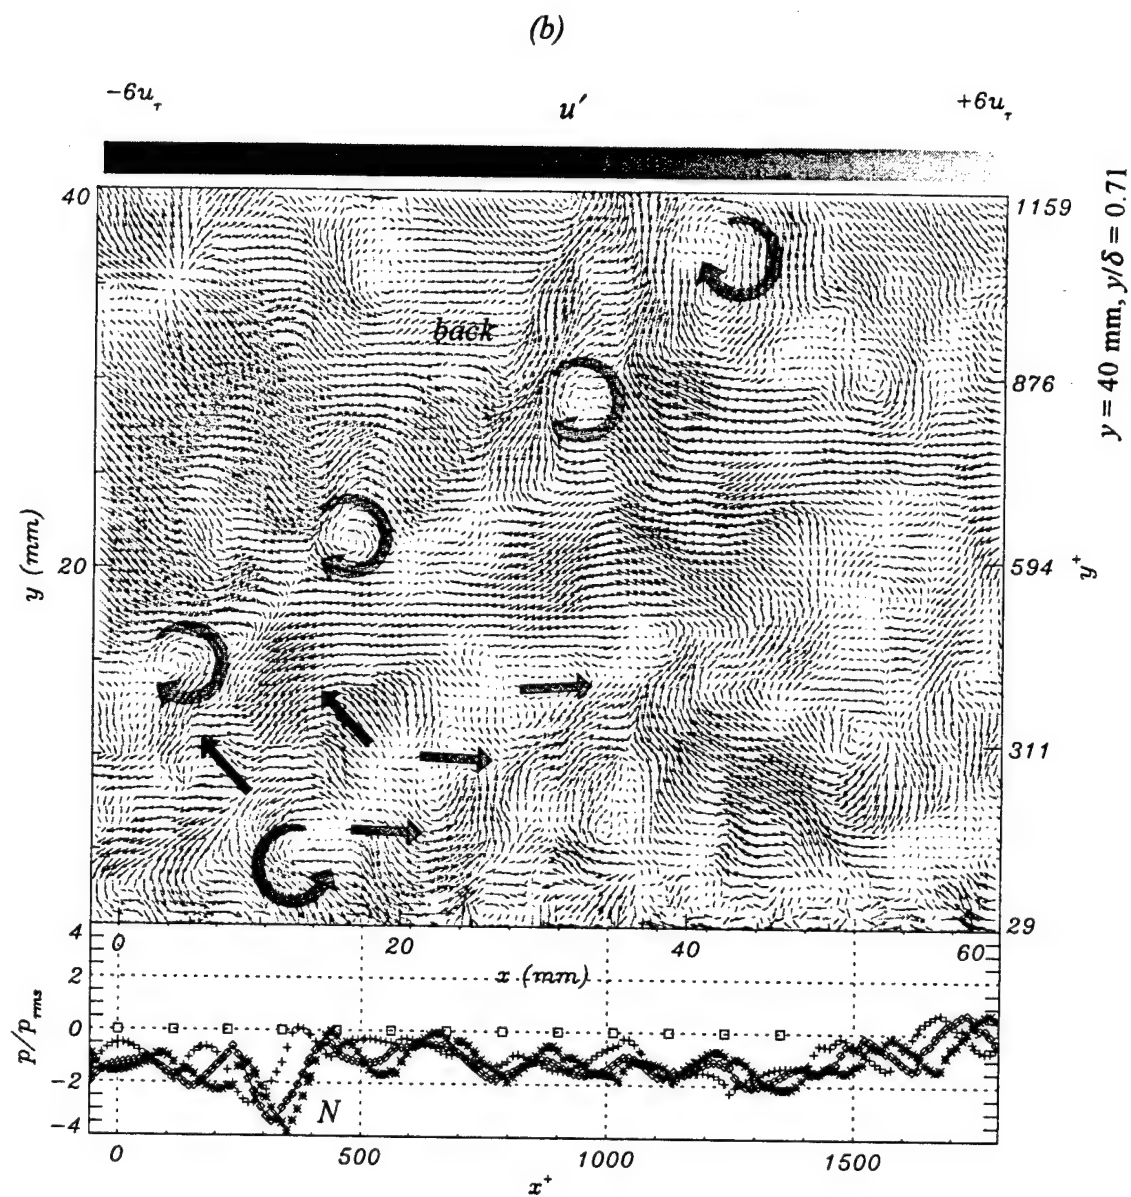 (b)
-6u_τ u′ +6u_τ
40
20
y (mm)
back
1159
876
594
311
29
y⁺
y = 40 mm, y/δ = 0.71
0 20 40 60
x (mm)
4
2
0
-2
-4
p/p_rms
N
0 500 1000 1500
x⁺